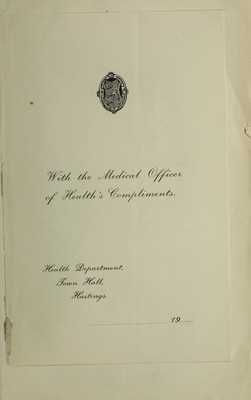 With the Medical Officer
of Health's Compliments.
Health Department,
Town Hall,
Hastings.
19